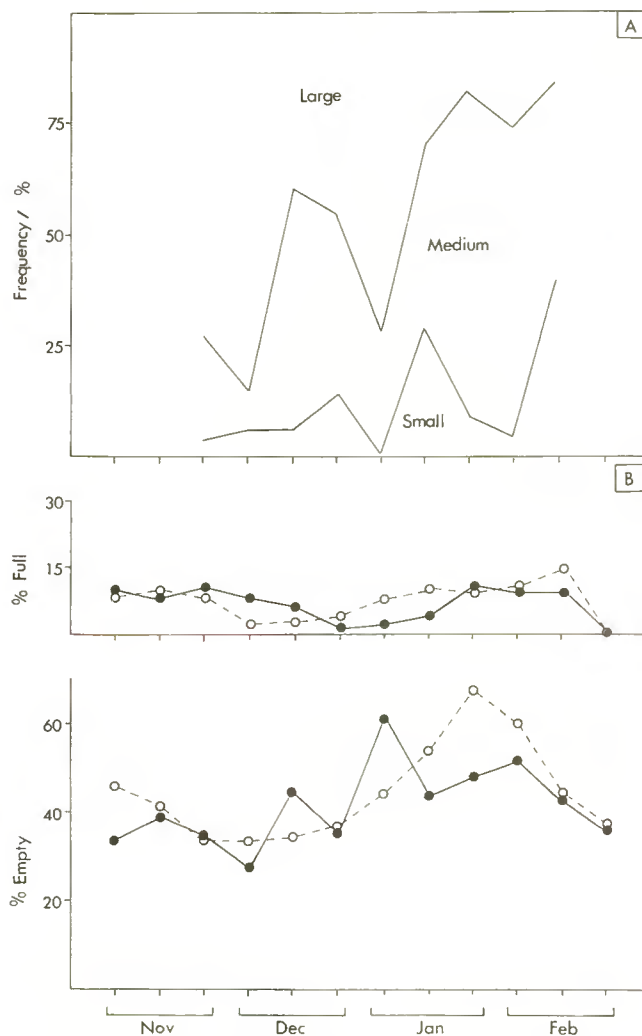 A
Large
75
Frequency / %
50
Medium
25
Small
B
30
% Full
15
60
% Empty
40
20
Nov Dec Jan Feb